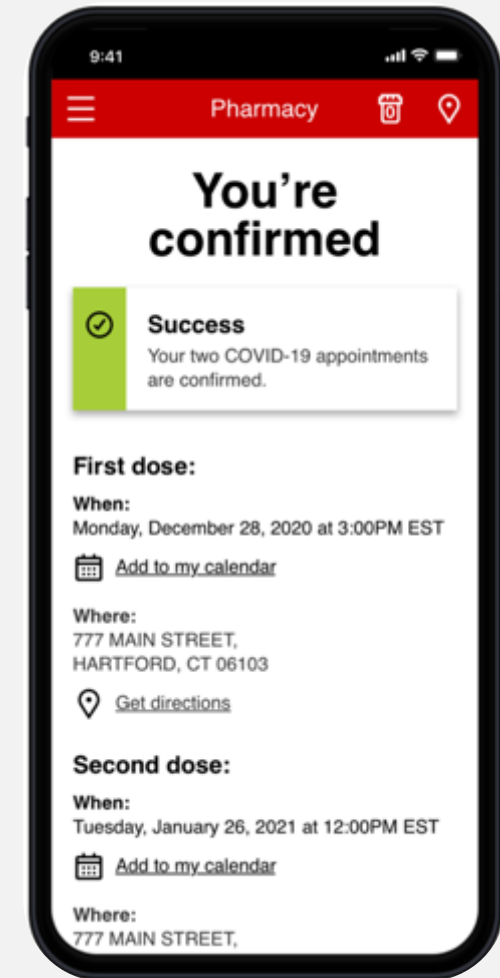 9:41
Pharmacy
0
You're
confirmed
Success
Your two COVID-19 appointments
are confirmed.
First dose:
When:
Monday, December 28, 2020 at 3:00PM EST
Add to my calendar
Where:
777 MAIN STREET,
HARTFORD, CT 06103
Get directions
Second dose:
When:
Tuesday, January 26, 2021 at 12:00PM EST
Add to my calendar
Where:
777 MAIN STREET,